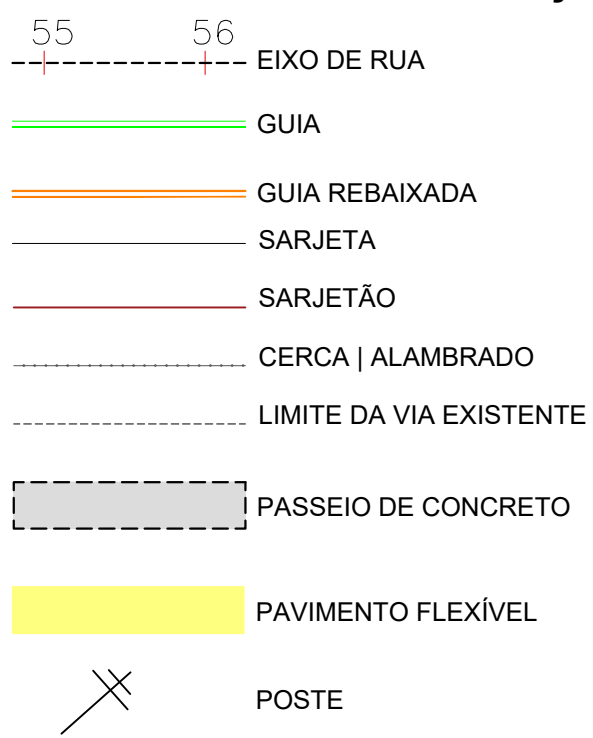 55 56
EIXO DE RUA
GUIA
GUIA REBAIXADA
SARJETA
SARJETÃO
CERCA | ALAMBRADO
LIMITE DA VIA EXISTENTE
PASSEIO DE CONCRETO
PAVIMENTO FLEXÍVEL
POSTE